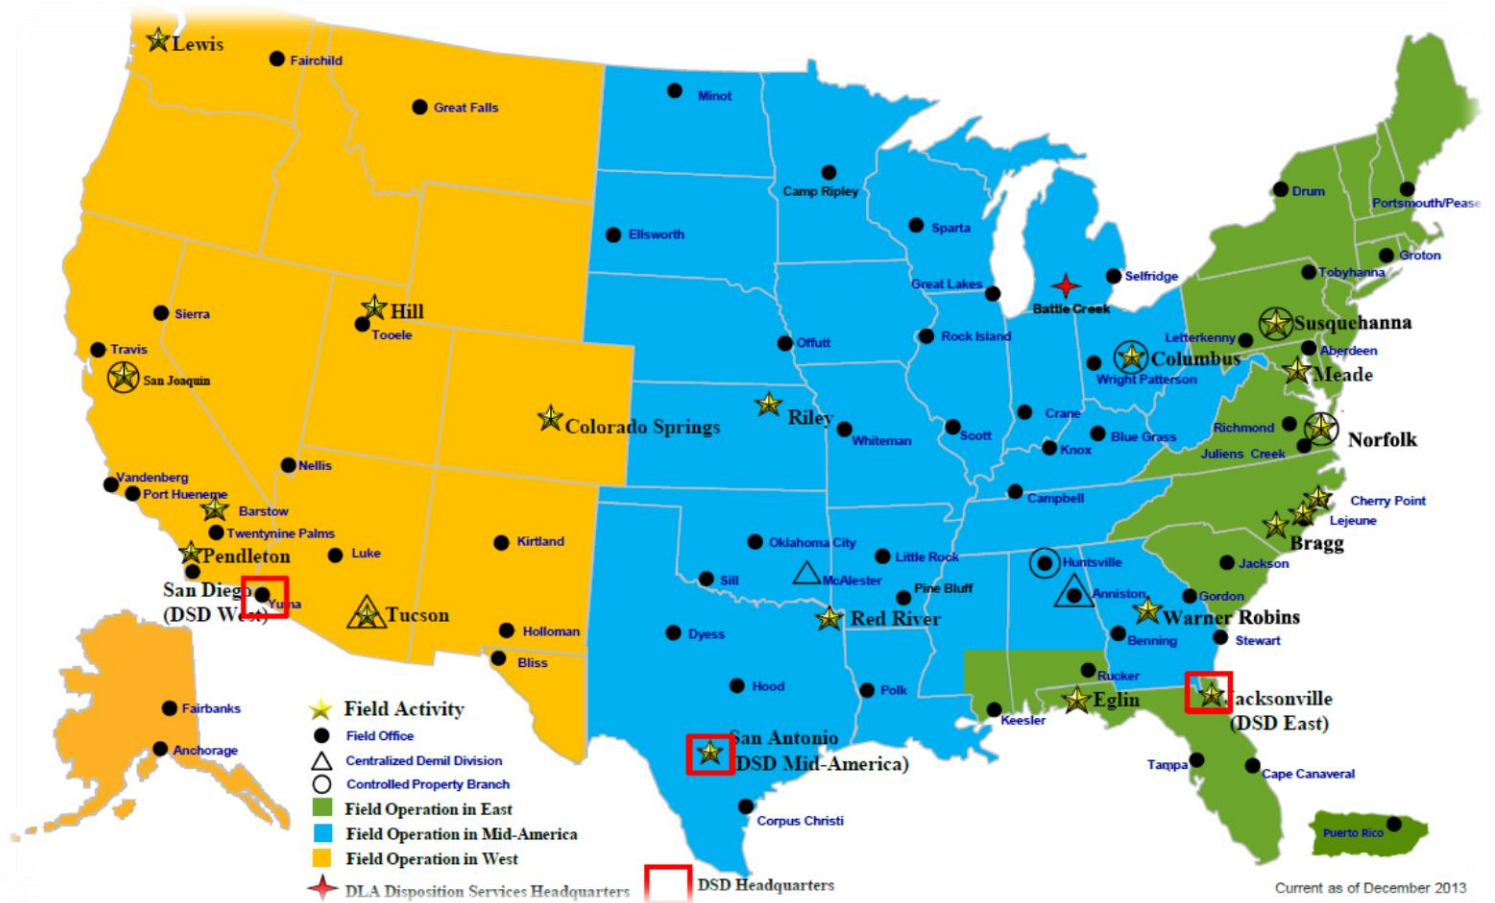 Lewis
Fairchild
Great Falls
Minot
Camp Ripley
Drum
Portsmouth/Pease
Ellsworth
Sparta
Groton
Tobyhanna
Great Lakes
Selfridge
Battle Creek
Hill
Sierra
Tooele
Susquehanna
Letterkenny
Rock Island
Offutt
Travis
Aberdeen
Columbus
Wright Patterson
Meade
San Joaquin
Colorado Springs
Riley
Crane
Whiteman
Scott
Blue Grass
Knox
Richmond
Norfolk
Juliens Creek
Nellis
Vandenberg
Port Hueneme
Campbell
Cherry Point
Barstow
Lejeune
Twentynine Palms
Kirtland
Oklahoma City
Bragg
Pendleton
Luke
Little Rock
Huntsville
Jackson
San Diego
(DSD West)
Yuma
Sill
McAlester
Pine Bluff
Anniston
Gordon
Tucson
Red River
Warner Robins
Holloman
Dyess
Benning
Stewart
Bliss
Hood
Polk
Rucker
Eglin
Jacksonville
(DSD East)
Keesler
Fairbanks
Anchorage
San Antonio
(DSD Mid-America)
Tampa
Cape Canaveral
Corpus Christi
Puerto Rico
Field Activity
Field Office
Centralized Demil Division
Controlled Property Branch
Field Operation in East
Field Operation in Mid-America
Field Operation in West
DLA Disposition Services Headquarters
DSD Headquarters
Current as of December 2013